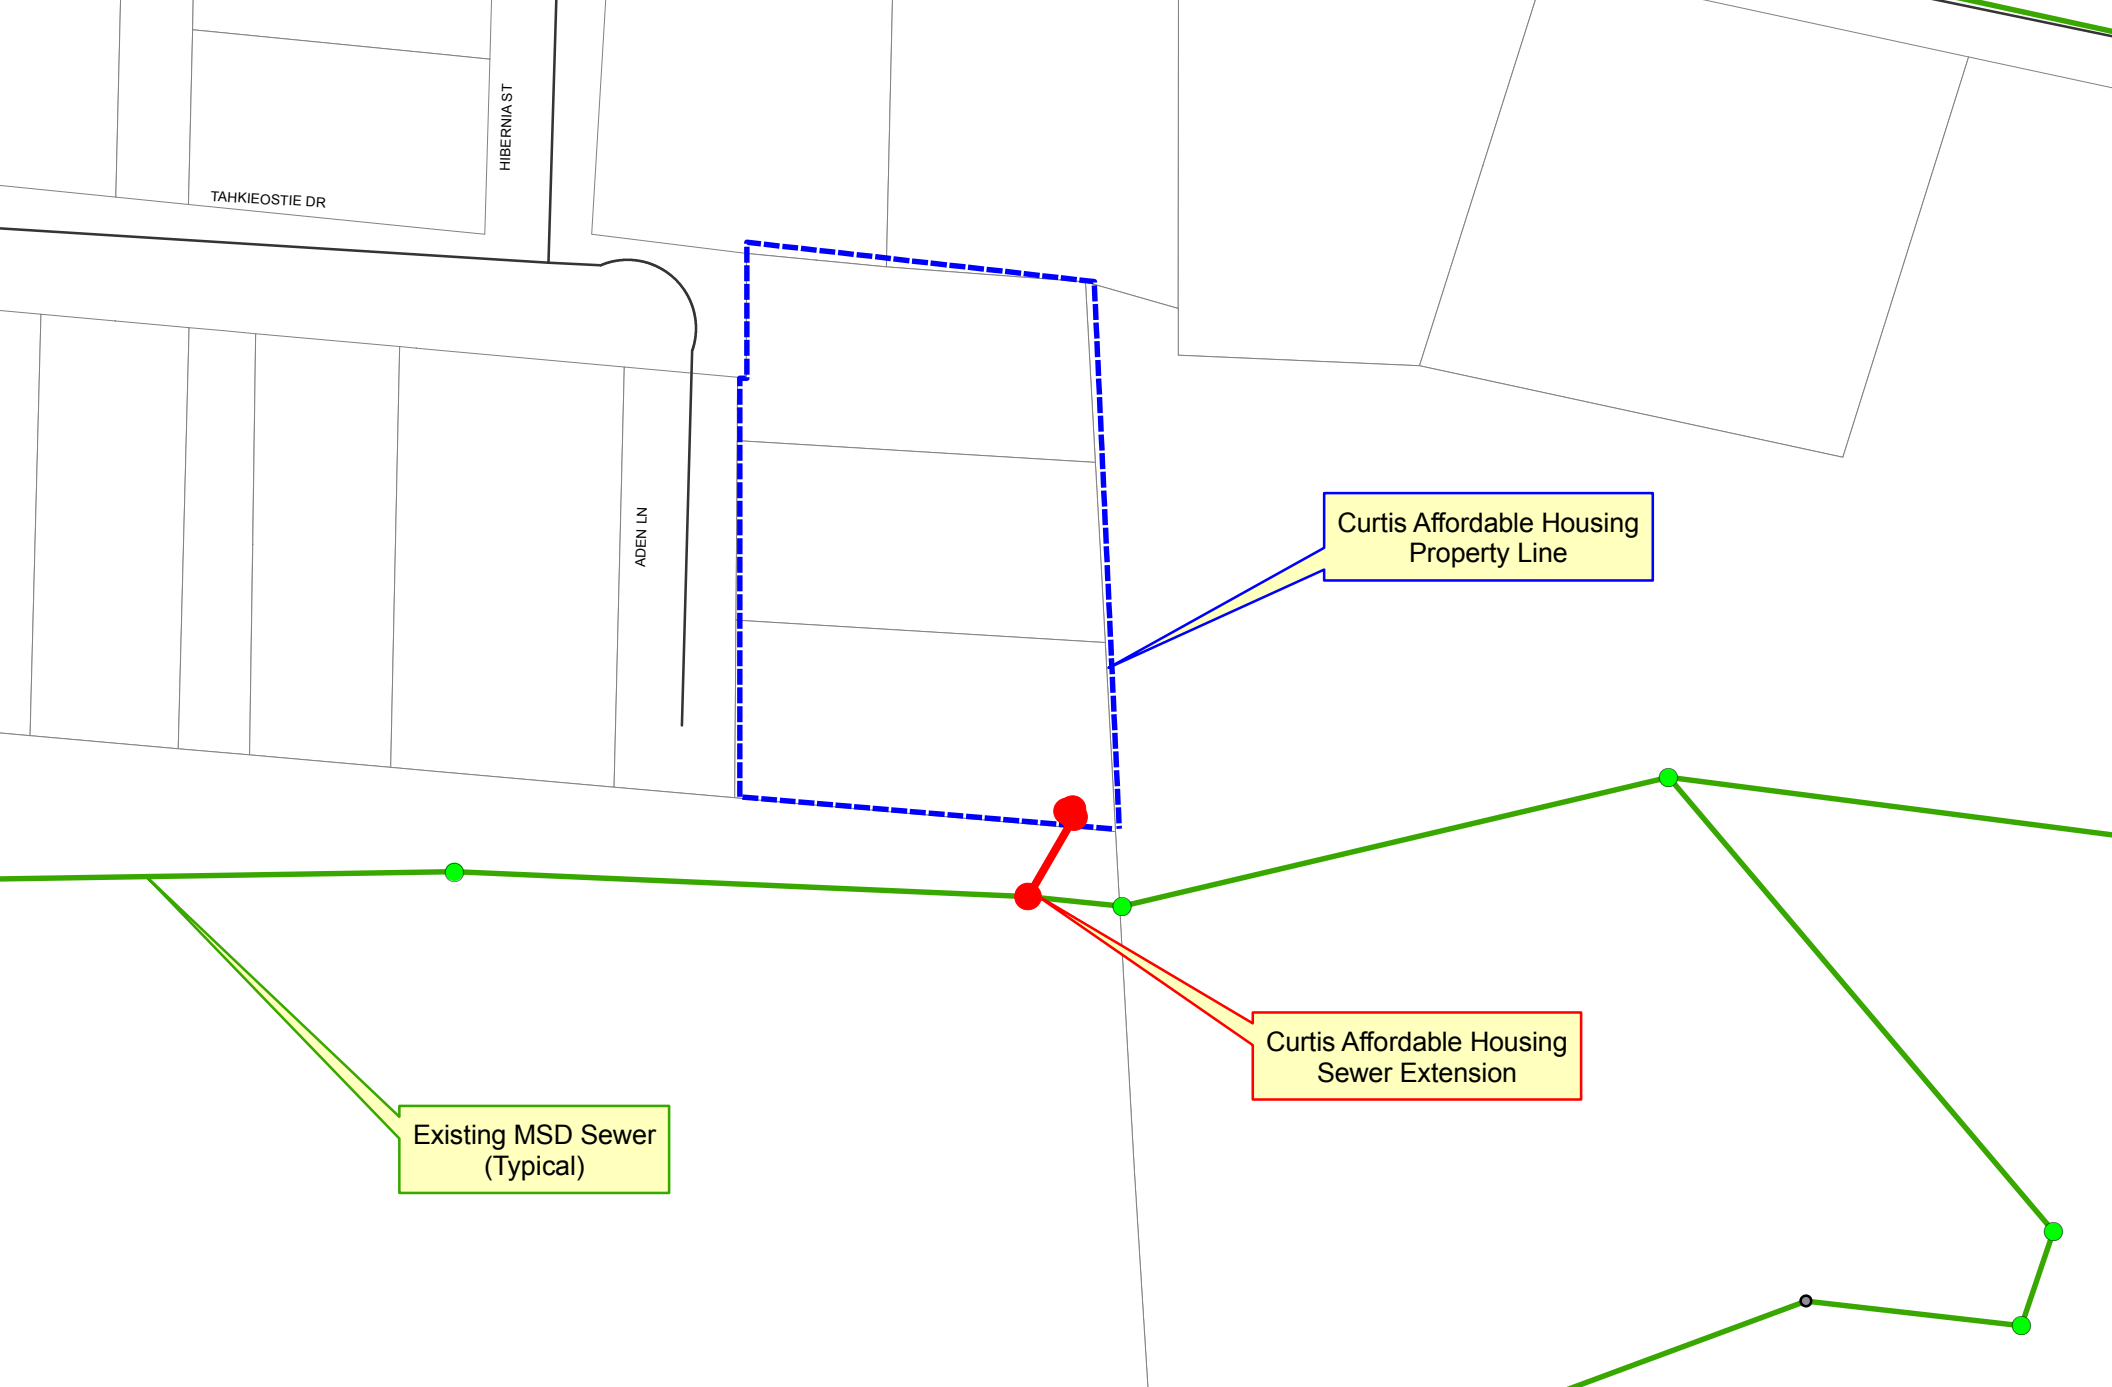 HIBERNIA ST
TAHKIEOSTIE DR
ADEN LN
Curtis Affordable Housing
Property Line
Curtis Affordable Housing
Sewer Extension
Existing MSD Sewer
(Typical)